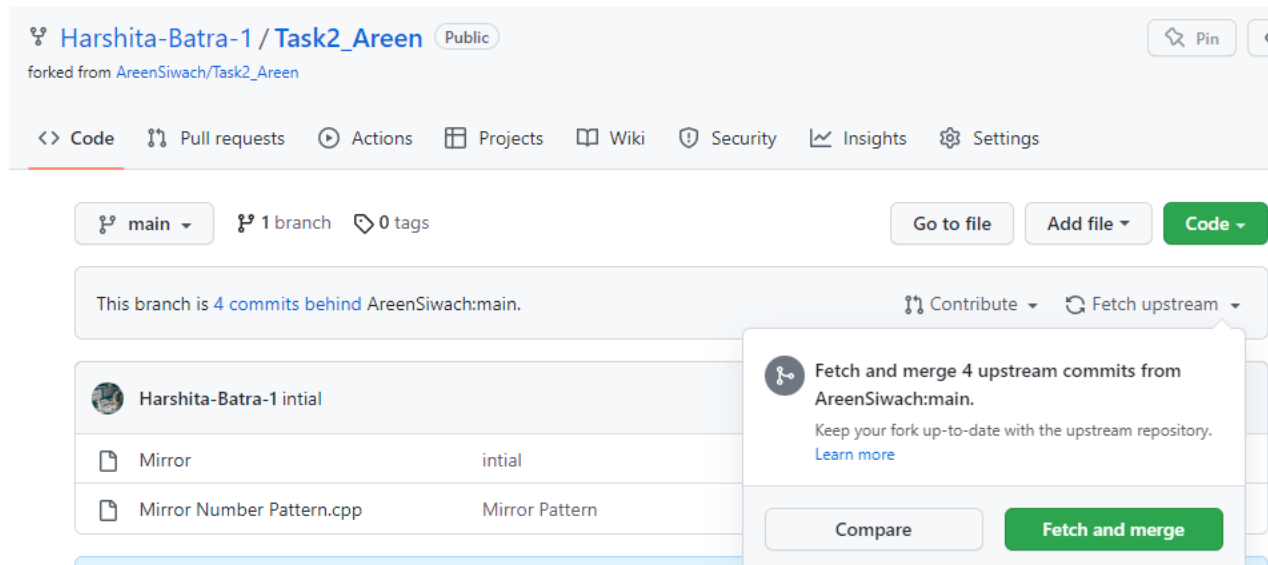 Harshita-Batra-1 / Task2_Areen Public Pin
forked from AreenSiwach/Task2_Areen
Code Pull requests Actions Projects Wiki Security Insights Settings
main 1 branch 0 tags Go to file Add file Code
This branch is 4 commits behind AreenSiwach:main. Contribute Fetch upstream
Fetch and merge 4 upstream commits from
AreenSiwach:main.
Keep your fork up-to-date with the upstream repository.
Learn more
Compare Fetch and merge
Harshita-Batra-1 intial
Mirror intial
Mirror Number Pattern.cpp Mirror Pattern